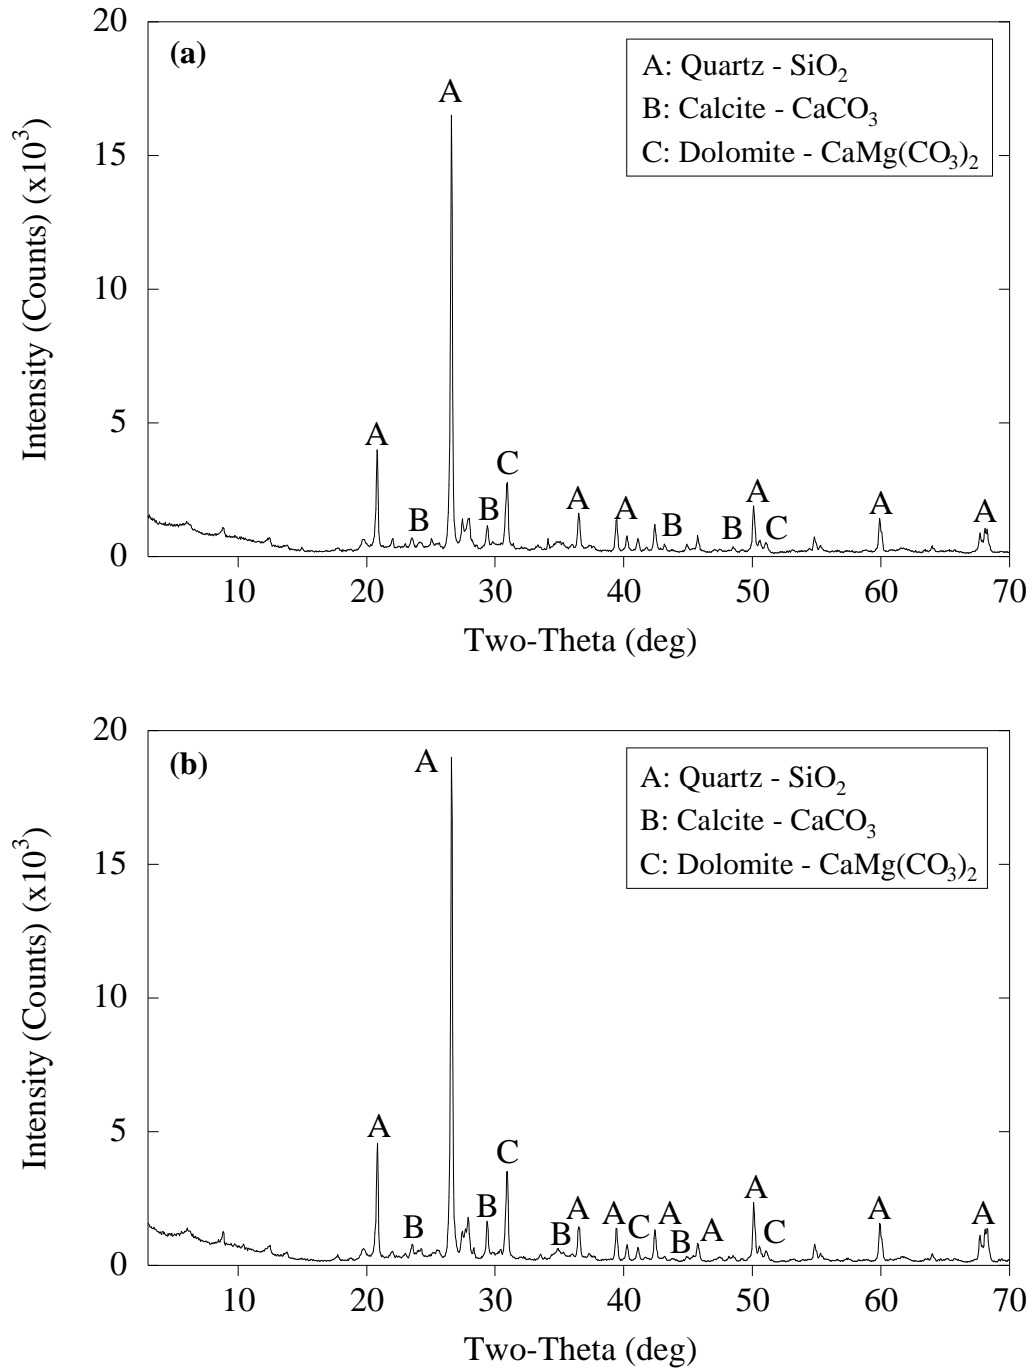 20
(a)
A: Quartz - SiO2
B: Calcite - CaCO3
C: Dolomite - CaMg(CO3)2
A
15
10
5
0
Intensity (Counts) (x10^3)
A B B C A A B B A C A A
10 20 30 40 50 60 70
Two-Theta (deg)
20
(b)
A: Quartz - SiO2
B: Calcite - CaCO3
C: Dolomite - CaMg(CO3)2
A
15
10
5
0
Intensity (Counts) (x10^3)
A B B C B A A C A B A A C A A
10 20 30 40 50 60 70
Two-Theta (deg)